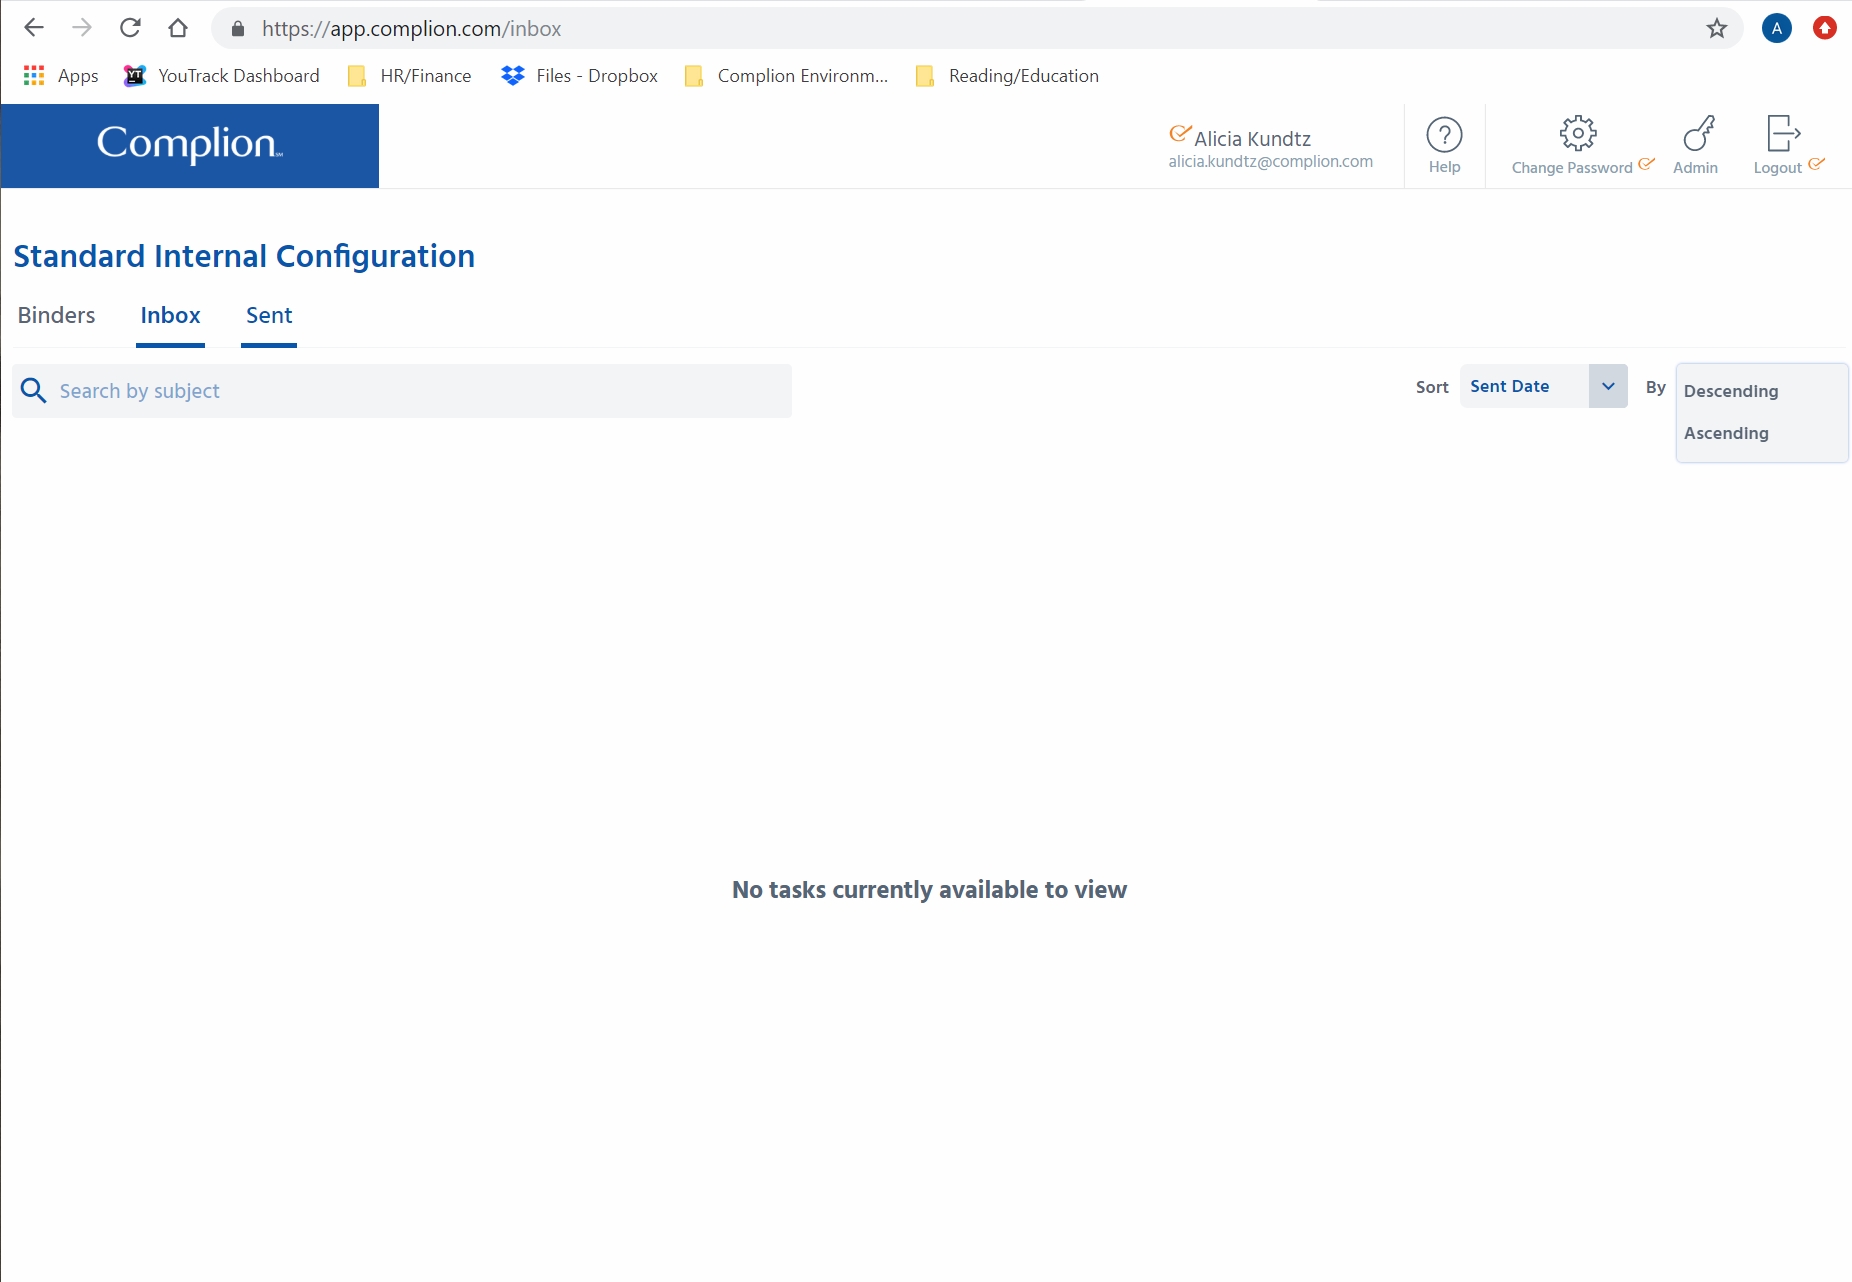 https://app.complion.com/inbox
A
Apps
YouTrack Dashboard
HR/Finance
Files - Dropbox
Complion Environm...
Reading/Education
Complion
Alicia Kundtz
alicia.kundtz@complion.com
Help
Change Password
Admin
Logout
Standard Internal Configuration
Binders
Inbox
Sent
Search by subject
Sort
Sent Date
By
Descending
Ascending
No tasks currently available to view